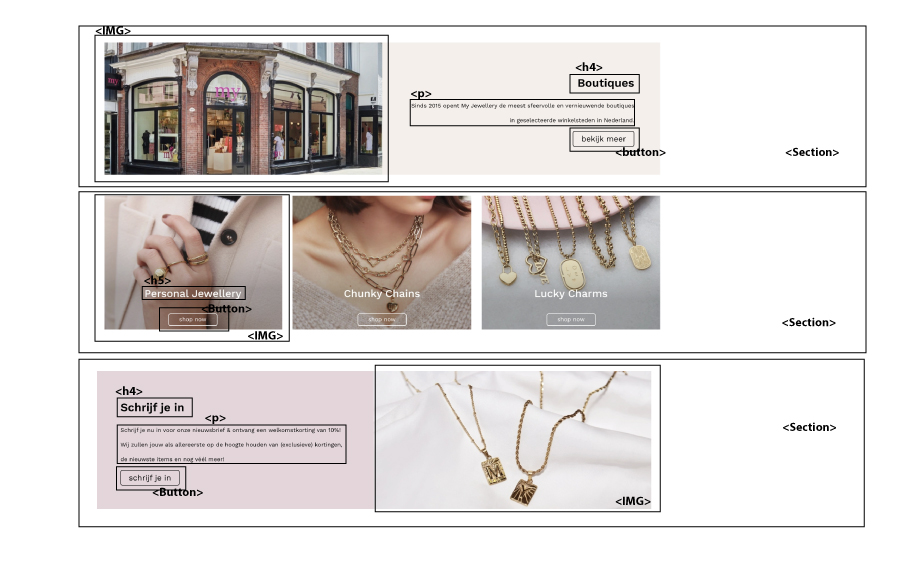 <IMG>
my
my
my
<h4>
Boutiques
<p>
Sinds 2015 opent My Jewellery de meest sfeervolle en vernieuwende boutiques
in geselecteerde winkelsteden in Nederland.
bekijk meer
<button>
<Section>
<h5>
Personal Jewellery
<Button>
shop now
<IMG>
Chunky Chains
shop now
Lucky Charms
shop now
<Section>
<h4>
Schrijf je in
<p>
Schrijf je nu in voor onze nieuwsbrief & ontvang een welkomstkorting van 10%!
Wij zullen jouw als allereerste op de hoogte houden van (exclusieve) kortingen,
de nieuwste items en nog véél meer!
schrijf je in
<Button>
M
M
<IMG>
<Section>